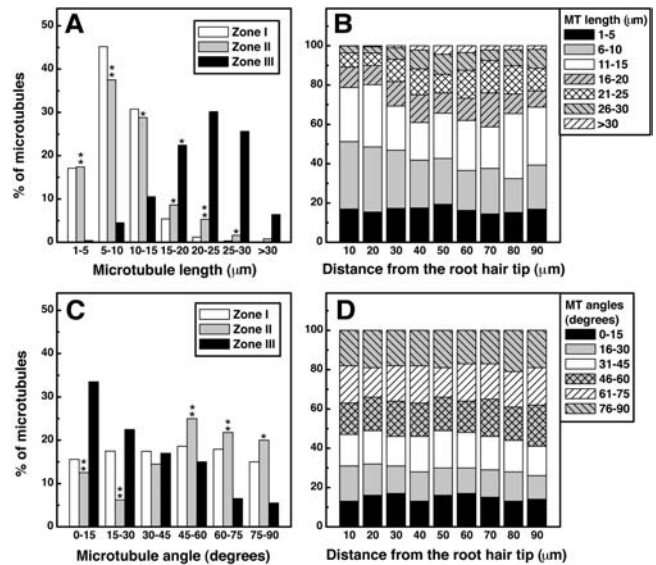 A
Zone I
Zone II
Zone III
% of microtubules
50
40
30
20
10
0
1-5 5-10 10-15 15-20 20-25 25-30 >30
Microtubule length (μm)
* * * * * * * * * *
B
100
80
60
40
20
0
10 20 30 40 50 60 70 80 90
Distance from the root hair tip (μm)
MT length (μm)
1-5
6-10
11-15
16-20
21-25
26-30
>30
C
Zone I
Zone II
Zone III
% of microtubules
50
40
30
20
10
0
0-15 15-30 30-45 45-60 60-75 75-90
Microtubule angle (degrees)
* * * * * * * * *
D
100
80
60
40
20
0
10 20 30 40 50 60 70 80 90
Distance from the root hair tip (μm)
MT angles
(degrees)
0-15
16-30
31-45
46-60
61-75
76-90